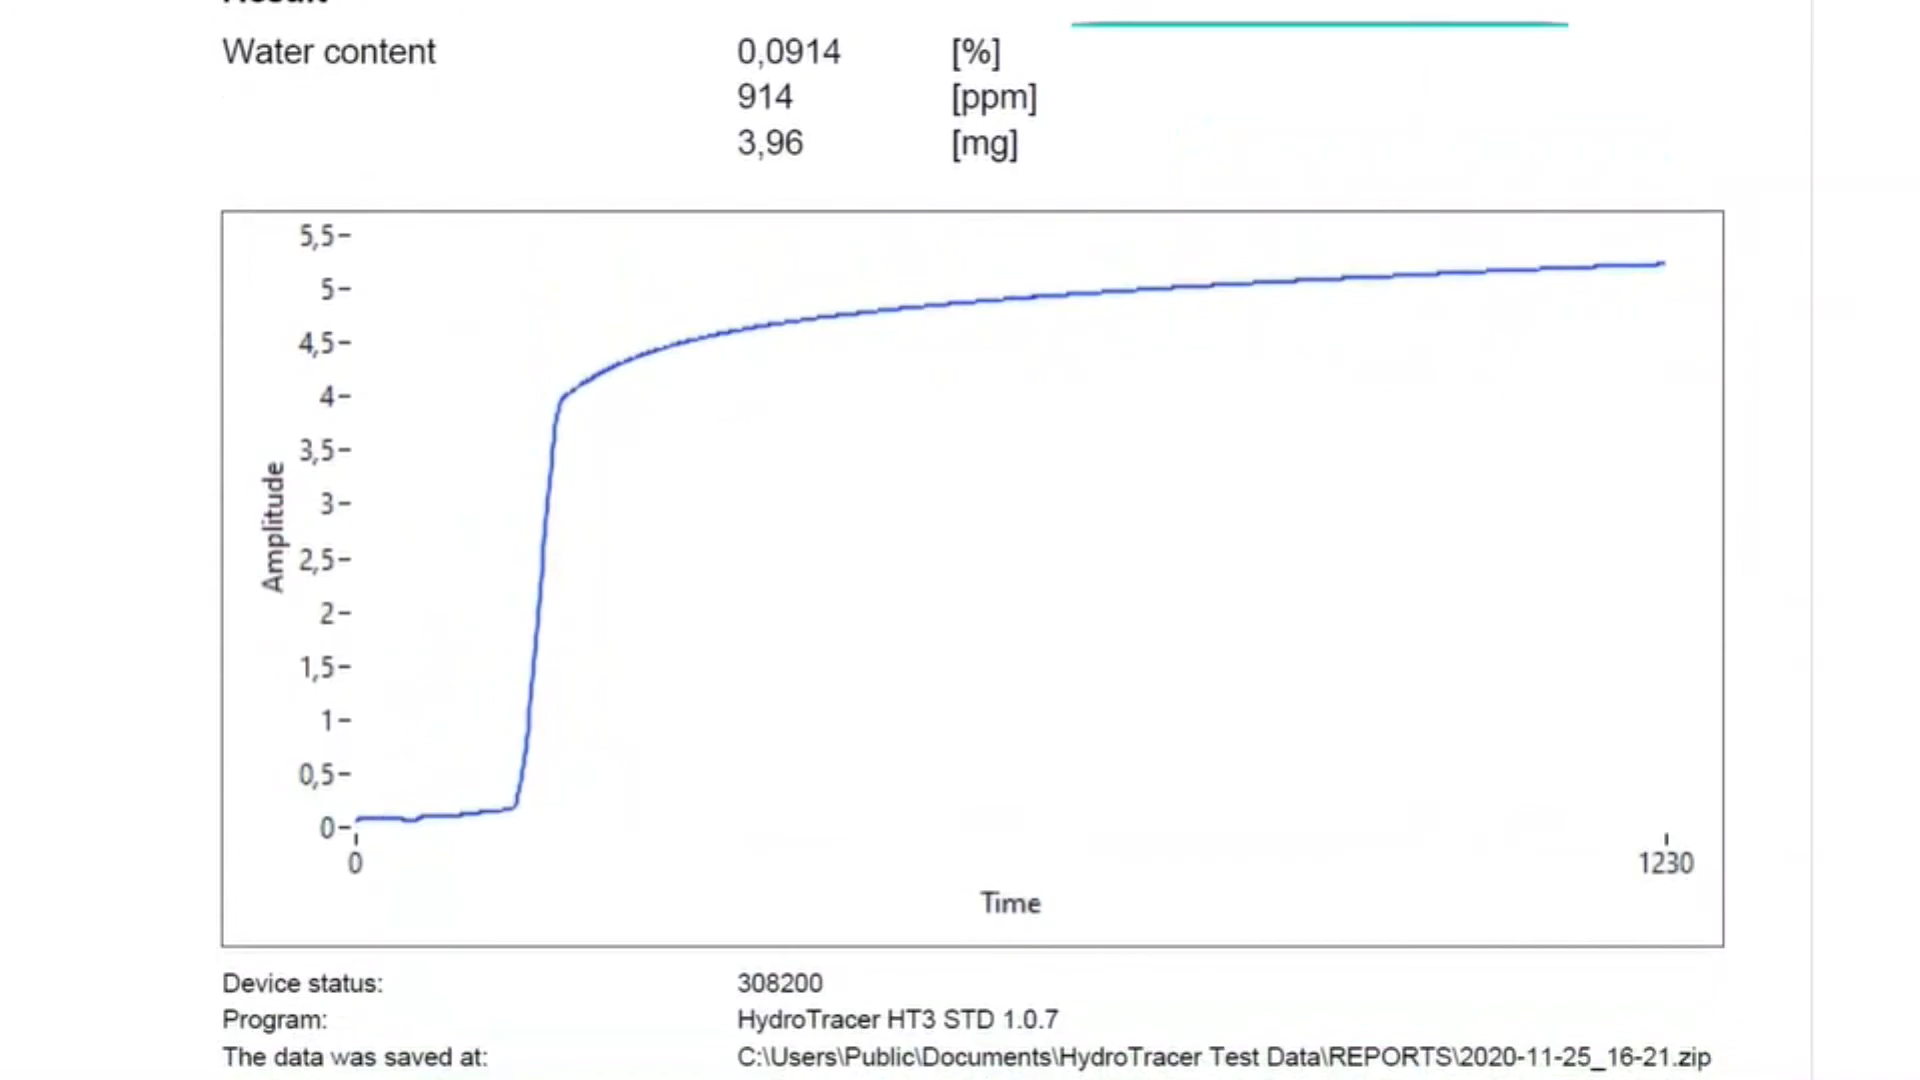 Result
Water content 0,0914 [%]
914 [ppm]
3,96 [mg]
5,5
5
4,5
4
3,5
3
2,5
2
1,5
1
0,5
0
Amplitude
0 1230
Time
Device status: 308200
Program: HydroTracer HT3 STD 1.0.7
The data was saved at: C:\Users\Public\Documents\HydroTracer Test Data\REPORTS\2020-11-25_16-21.zip